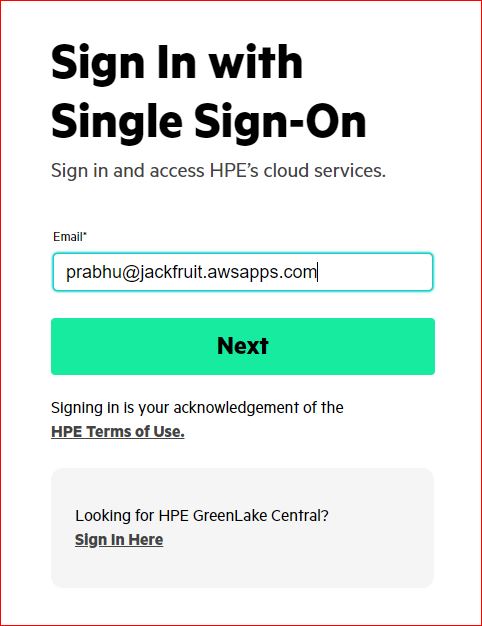 Sign In with
Single Sign-On
Sign in and access HPE’s cloud services.
Email*
prabhu@jackfruit.awsapps.com
Next
Signing in is your acknowledgement of the
HPE Terms of Use.
Looking for HPE GreenLake Central?
Sign In Here